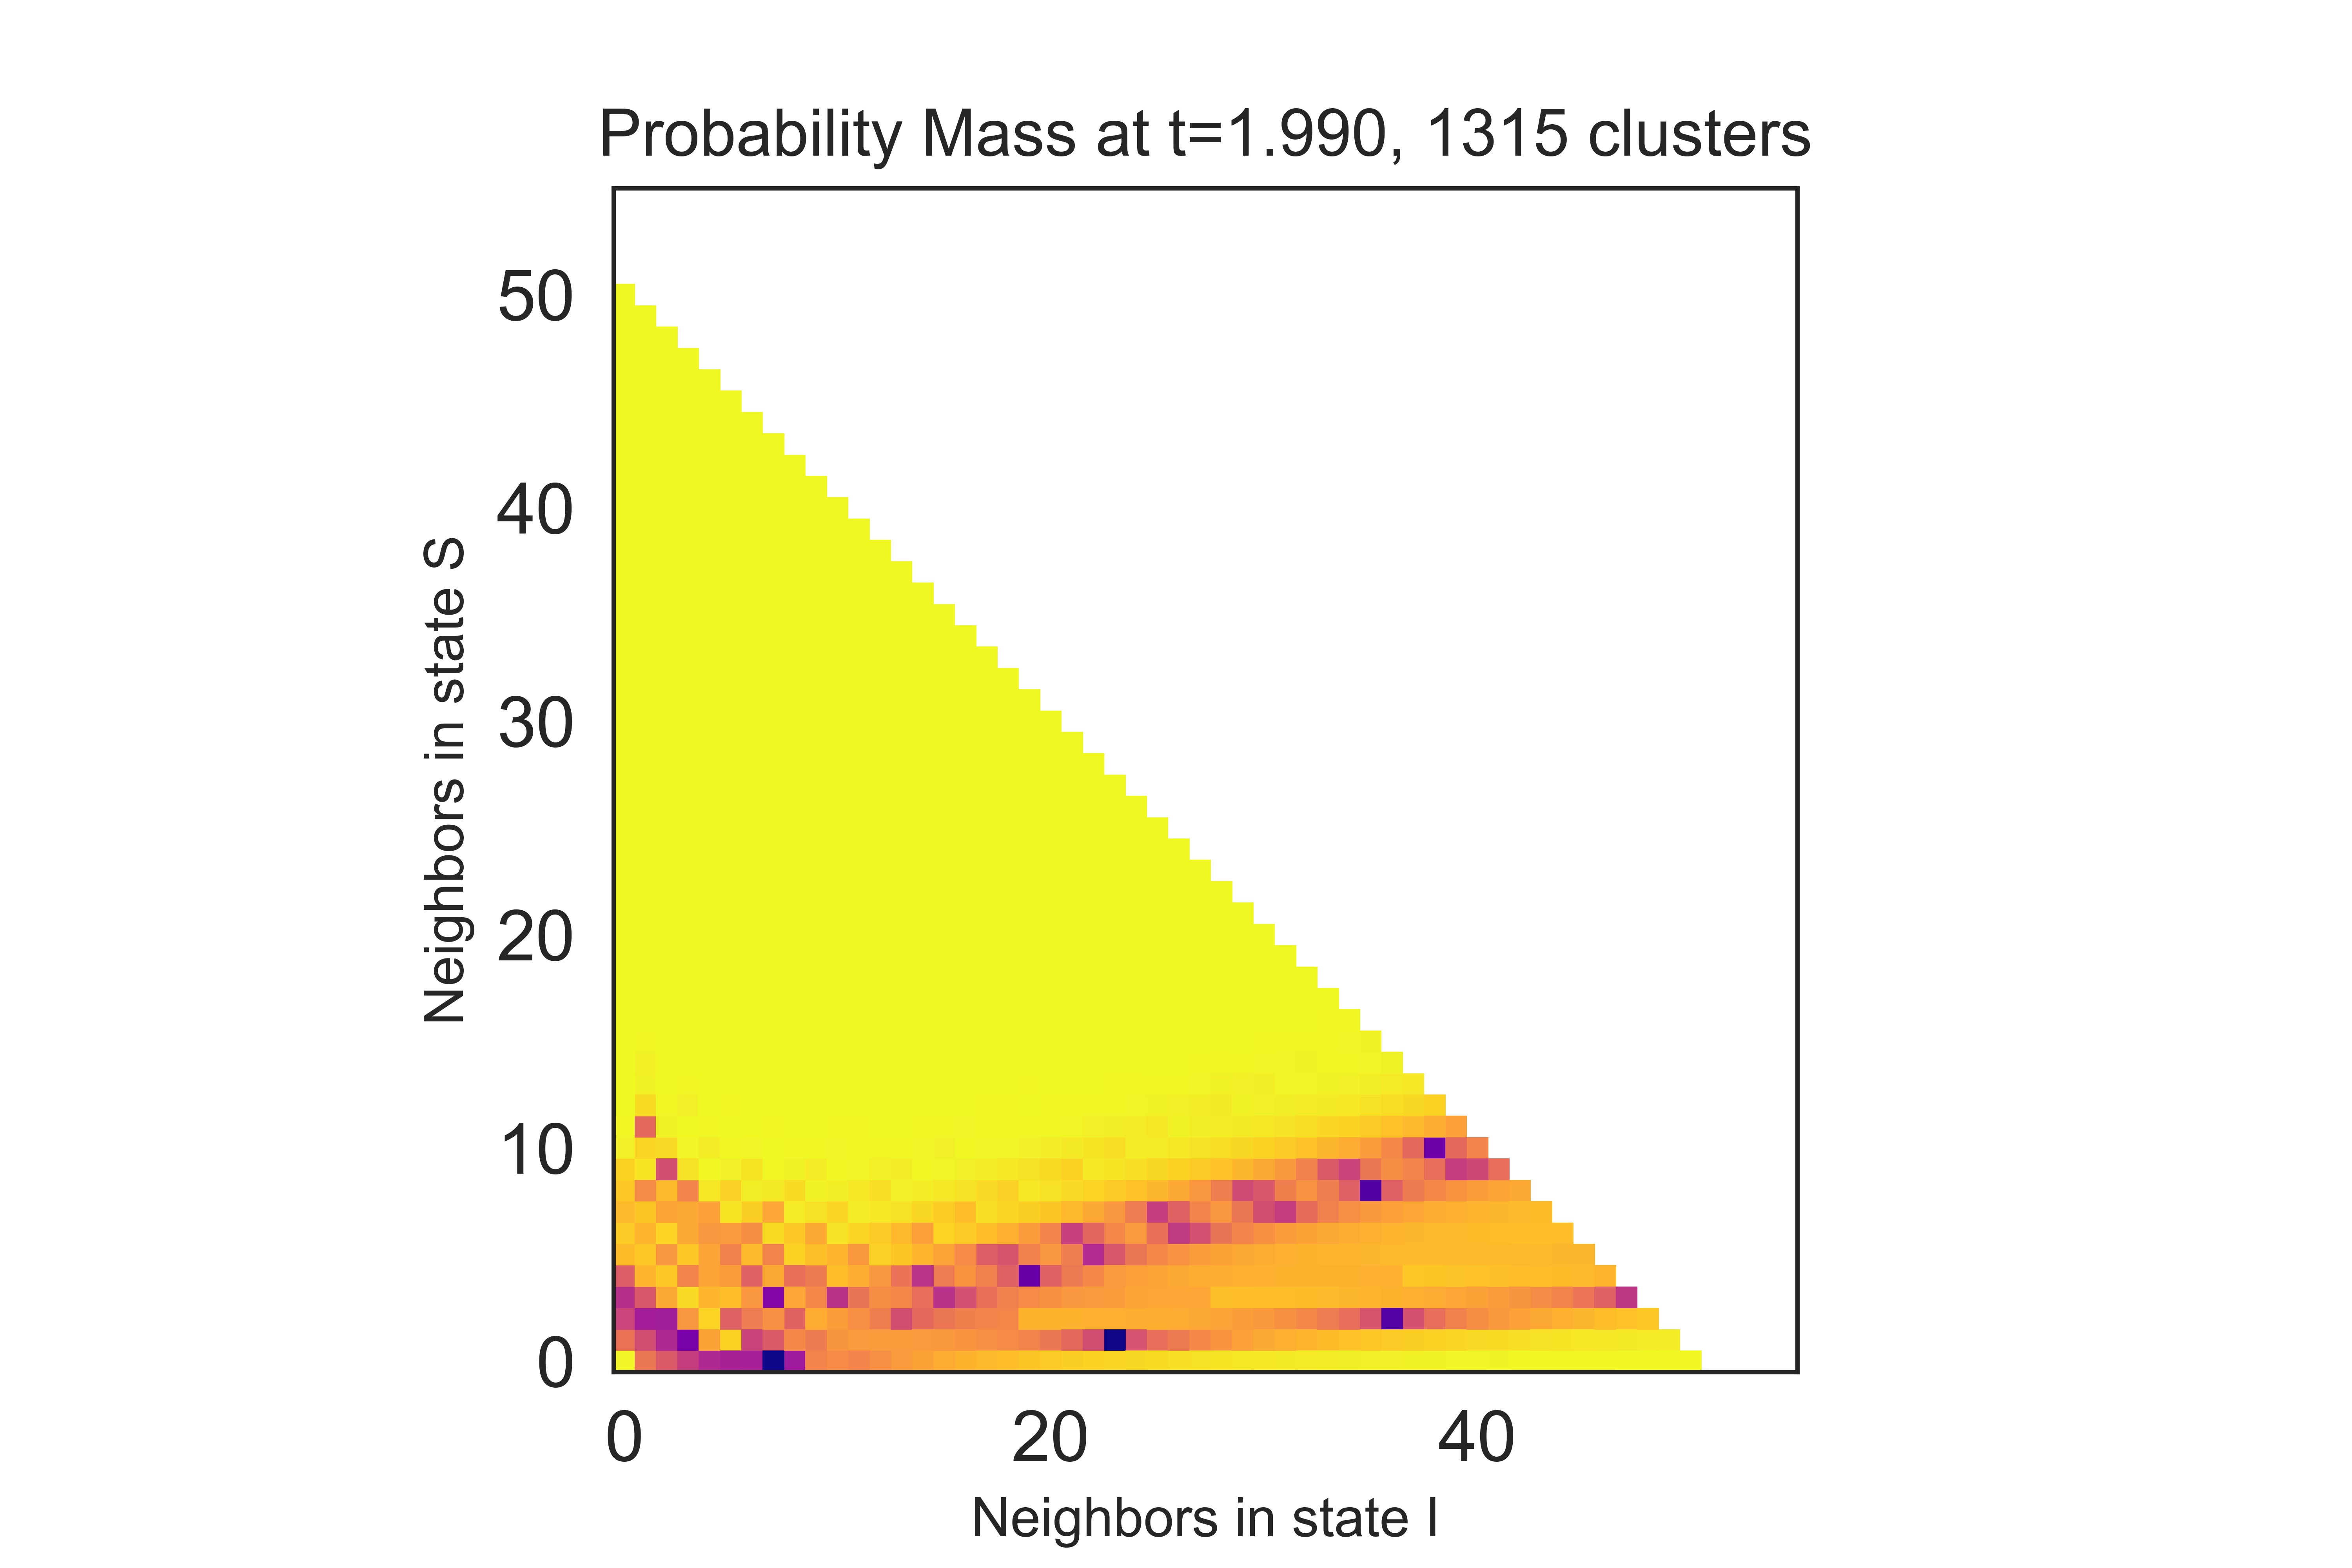 Probability Mass at t=1.990, 1315 clusters
Neighbors in state S
50
40
30
20
10
0
0 20 40
Neighbors in state I